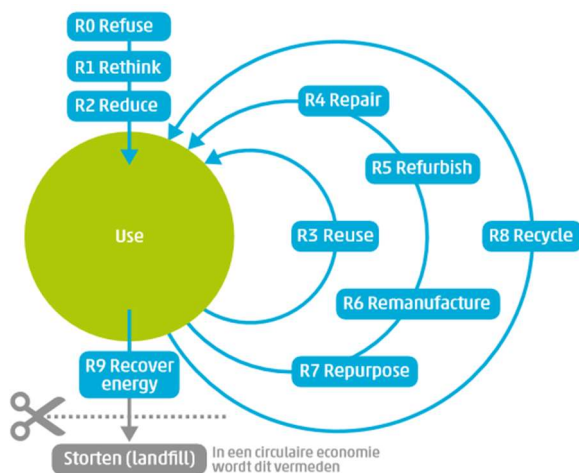 R0 Refuse
R1 Rethink
R2 Reduce
Use
R3 Reuse
R4 Repair
R5 Refurbish
R6 Remanufacture
R7 Repurpose
R8 Recycle
R9 Recover
energy
Storten (landfill)
In een circulaire economie
wordt dit vermeden